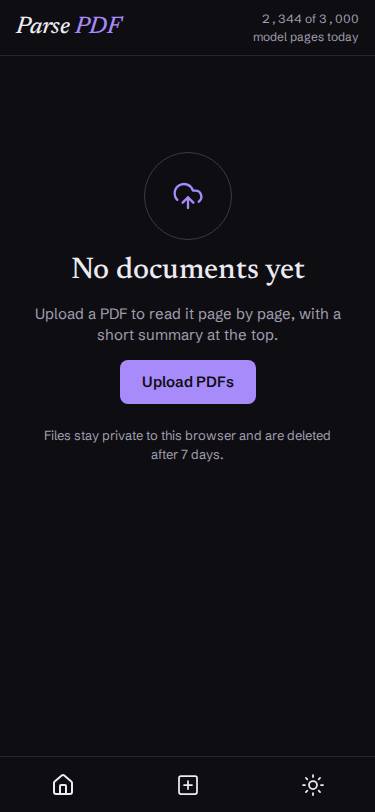 Parse PDF
2,344 of 3,000
model pages today
No documents yet
Upload a PDF to read it page by page, with a
short summary at the top.
Upload PDFs
Files stay private to this browser and are deleted
after 7 days.